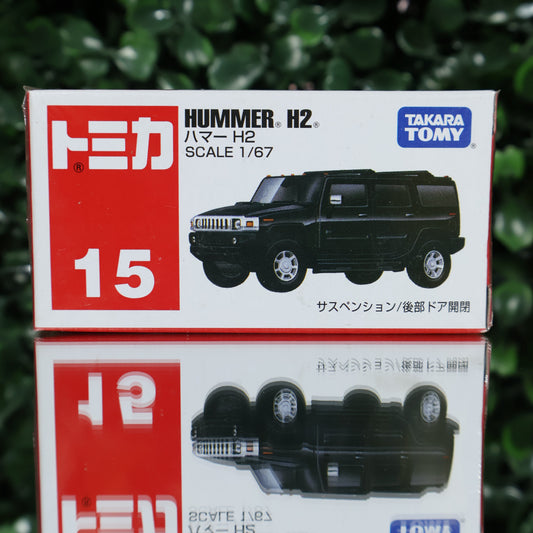 トミカ®
15
HUMMER® H2®
ハマー H2
SCALE 1/67
TAKARA
TOMY
サスペンション/後部ドア開閉